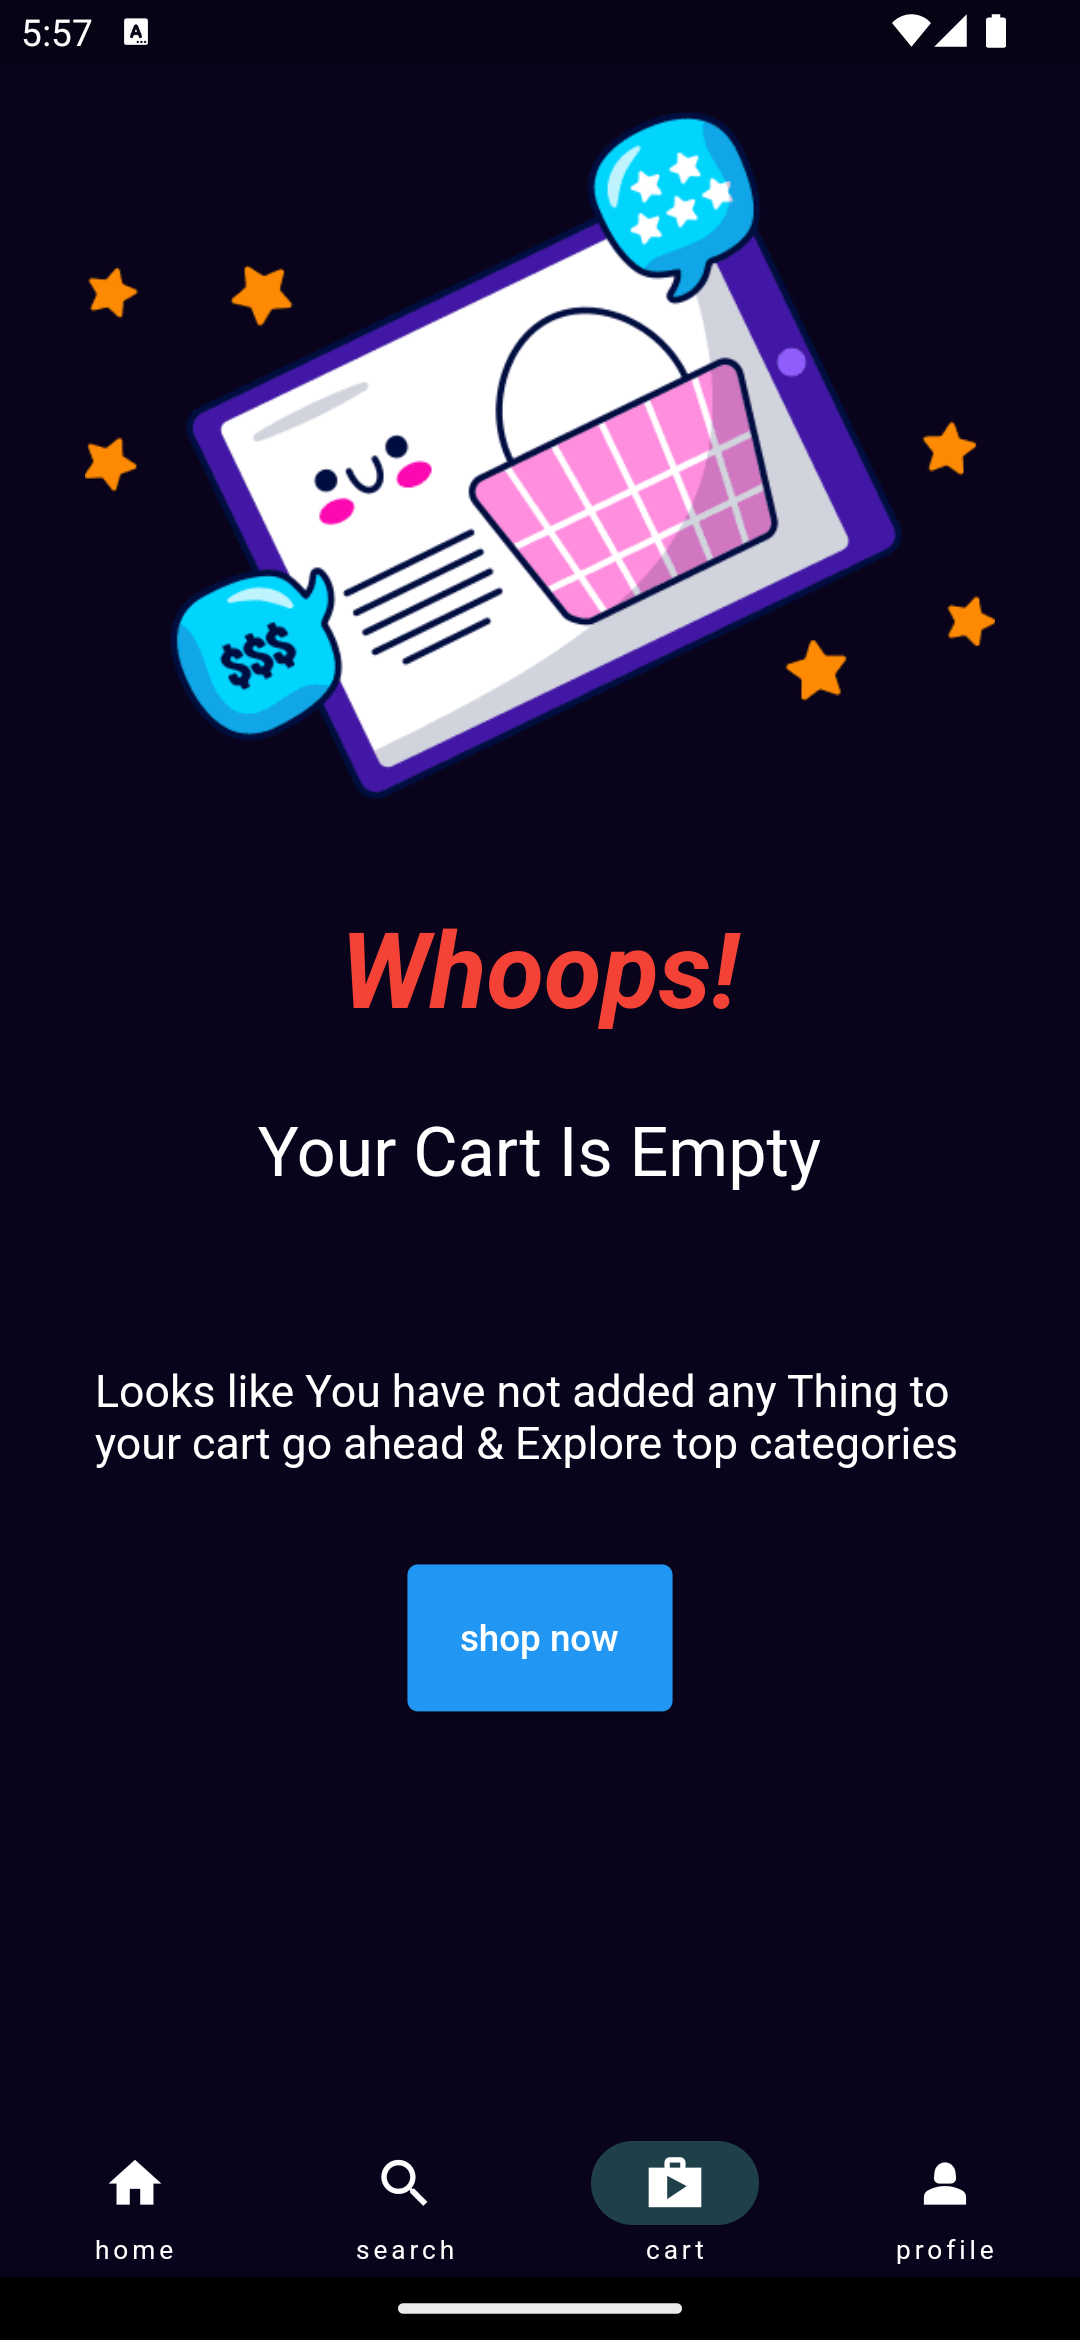 5:57
A
$$$
Whoops!
Your Cart Is Empty
Looks like You have not added any Thing to
your cart go ahead & Explore top categories
shop now
home search cart profile